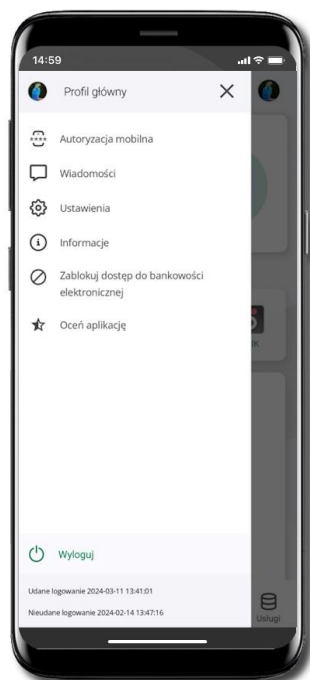 14:59
Profil główny
****
Autoryzacja mobilna
Wiadomości
Ustawienia
i
Informacje
Zablokuj dostęp do bankowości
elektronicznej
Oceń aplikację
IK
Wyloguj
Udane logowanie 2024-03-11 13:41:01
Nieudane logowanie 2024-02-14 13:47:16
Usługi